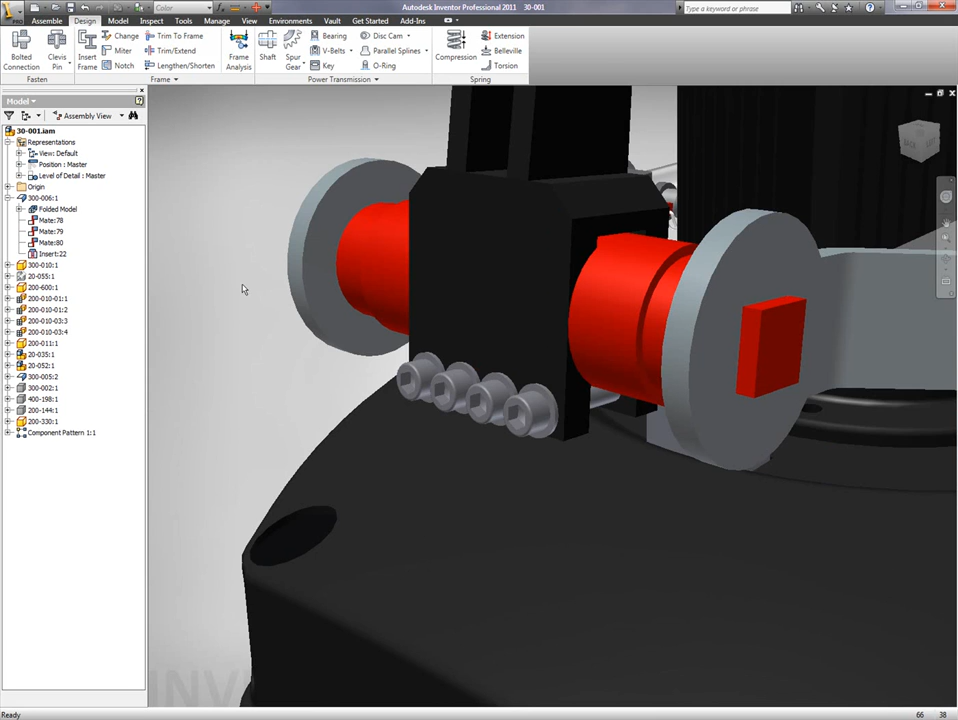 Color
Autodesk Inventor Professional 2011 30-001
Type a keyword or phrase
PRO
Assembly Design Model Inspect Tools Manage View Environments Vault Get Started Add-Ins
Bolted Connection
Clevis Pin
Insert Frame
Change
Miter
Notch
Trim To Frame
Trim/Extend
Lengthen/Shorten
Frame Analysis
Shaft
Spur Gear
Bearing
V-Belts
Key
Disc Cam
Parallel Splines
O-Ring
Compression
Extension
Belleville
Torsion
Fasten
Frame
Power Transmission
Spring
Model
Assembly View
30-001.iam
Representations
View: Default
Position : Master
Level of Detail : Master
Origin
300-006:1
Folded Model
Mate:78
Mate:79
Mate:80
Insert:22
300-010:1
20-055:1
200-600:1
200-010-01:1
200-010-01:2
200-010-03:3
200-010-03:4
200-011:1
20-035:1
20-052:1
300-005:2
300-002:1
400-198:1
200-144:1
200-330:1
Component Pattern 1:1
Ready
66 38